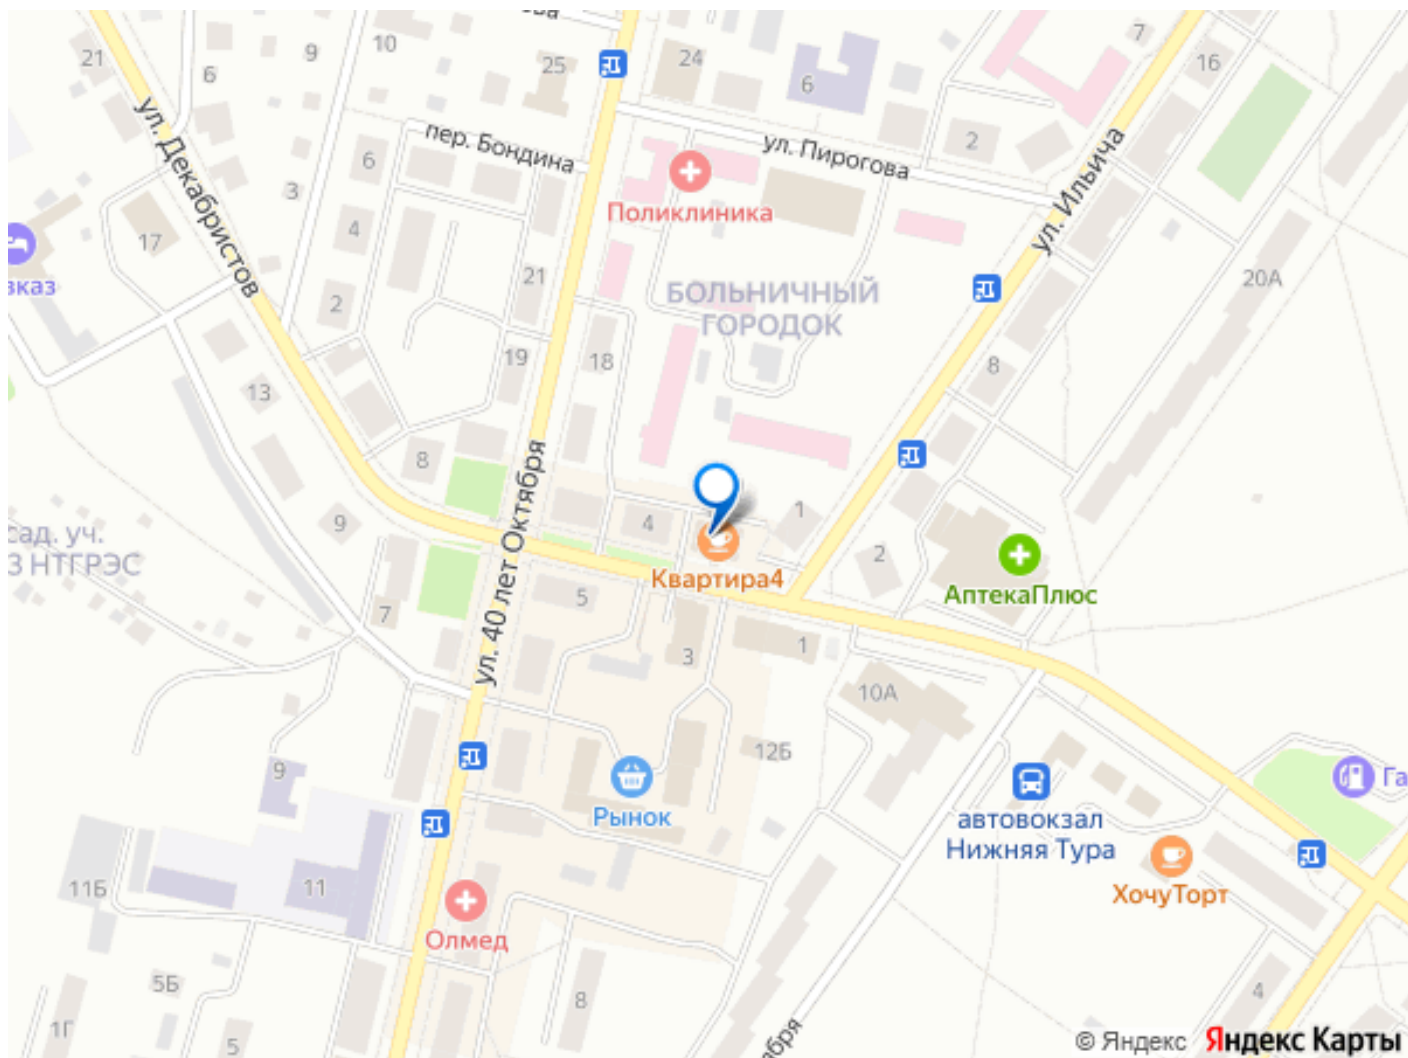 ова
21
9
10
6
25
24
6
7
16
ул. Декабристов
пер. Бондина
ул. Пирогова
2
ул. Ильича
6
3
Поликлиника
17
4
вказ
21
БОЛЬНИЧНЫЙ
ГОРОДОК
20А
2
19
18
8
13
8
ул. 40 лет Октября
9
4
1
2
сад. уч.
3 НТГРЭС
Квартира4
АптекаПлюс
7
5
3
1
10А
12Б
9
Рынок
автовокзал
Нижняя Тура
Га
ХочуТорт
11Б
11
Олмед
5Б
8
4
1Г
5
бря
© Яндекс Яндекс Карты